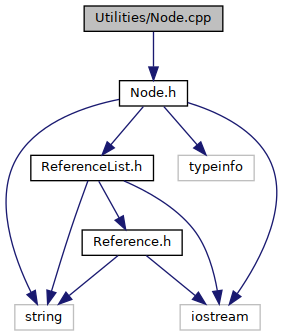 Utilities/Node.cpp
Node.h
ReferenceList.h
typeinfo
Reference.h
string
iostream